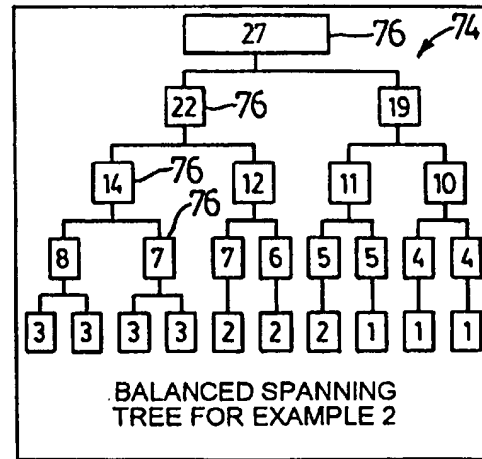 27 76 74
22 76 19
14 76 12 11 10
76
8 7 7 6 5 5 4 4
3 3 3 3 2 2 2 1 1 1
BALANCED SPANNING
TREE FOR EXAMPLE 2